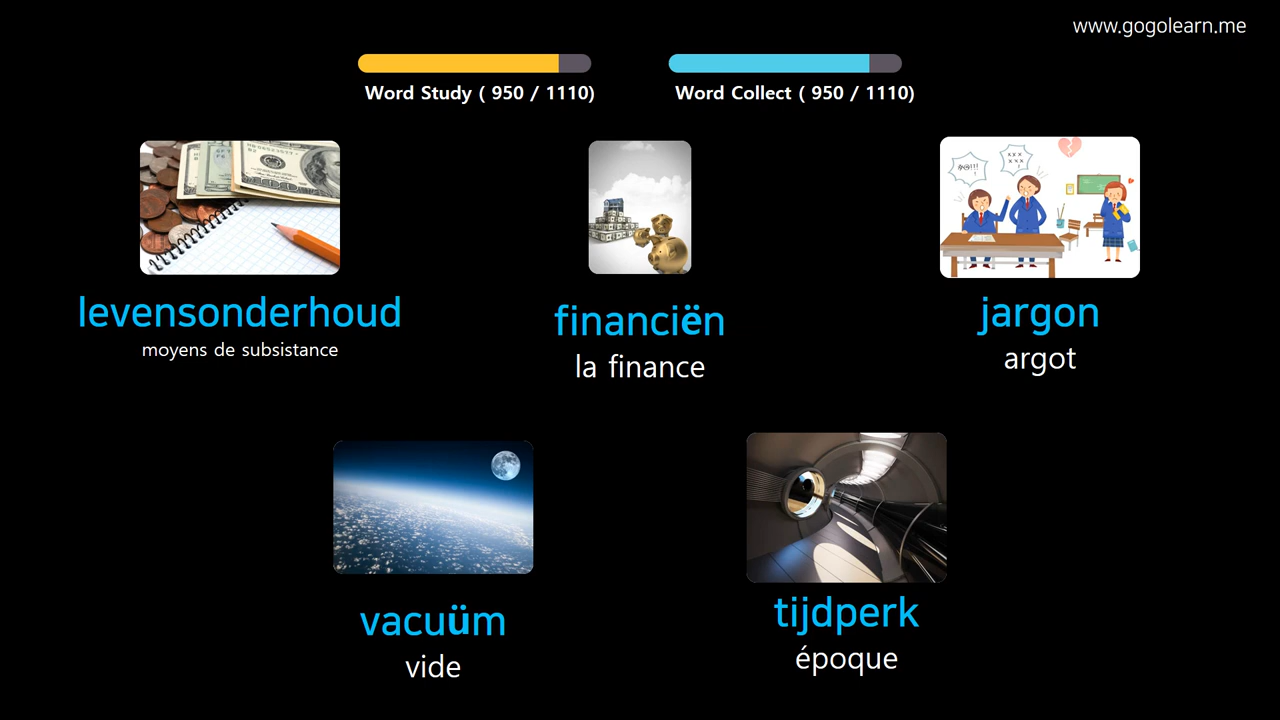 www.gogolearn.me
Word Study ( 950 / 1110)
Word Collect ( 950 / 1110)
levensonderhoud
moyens de subsistance
financiën
la finance
jargon
argot
vacuüm
vide
tijdperk
époque